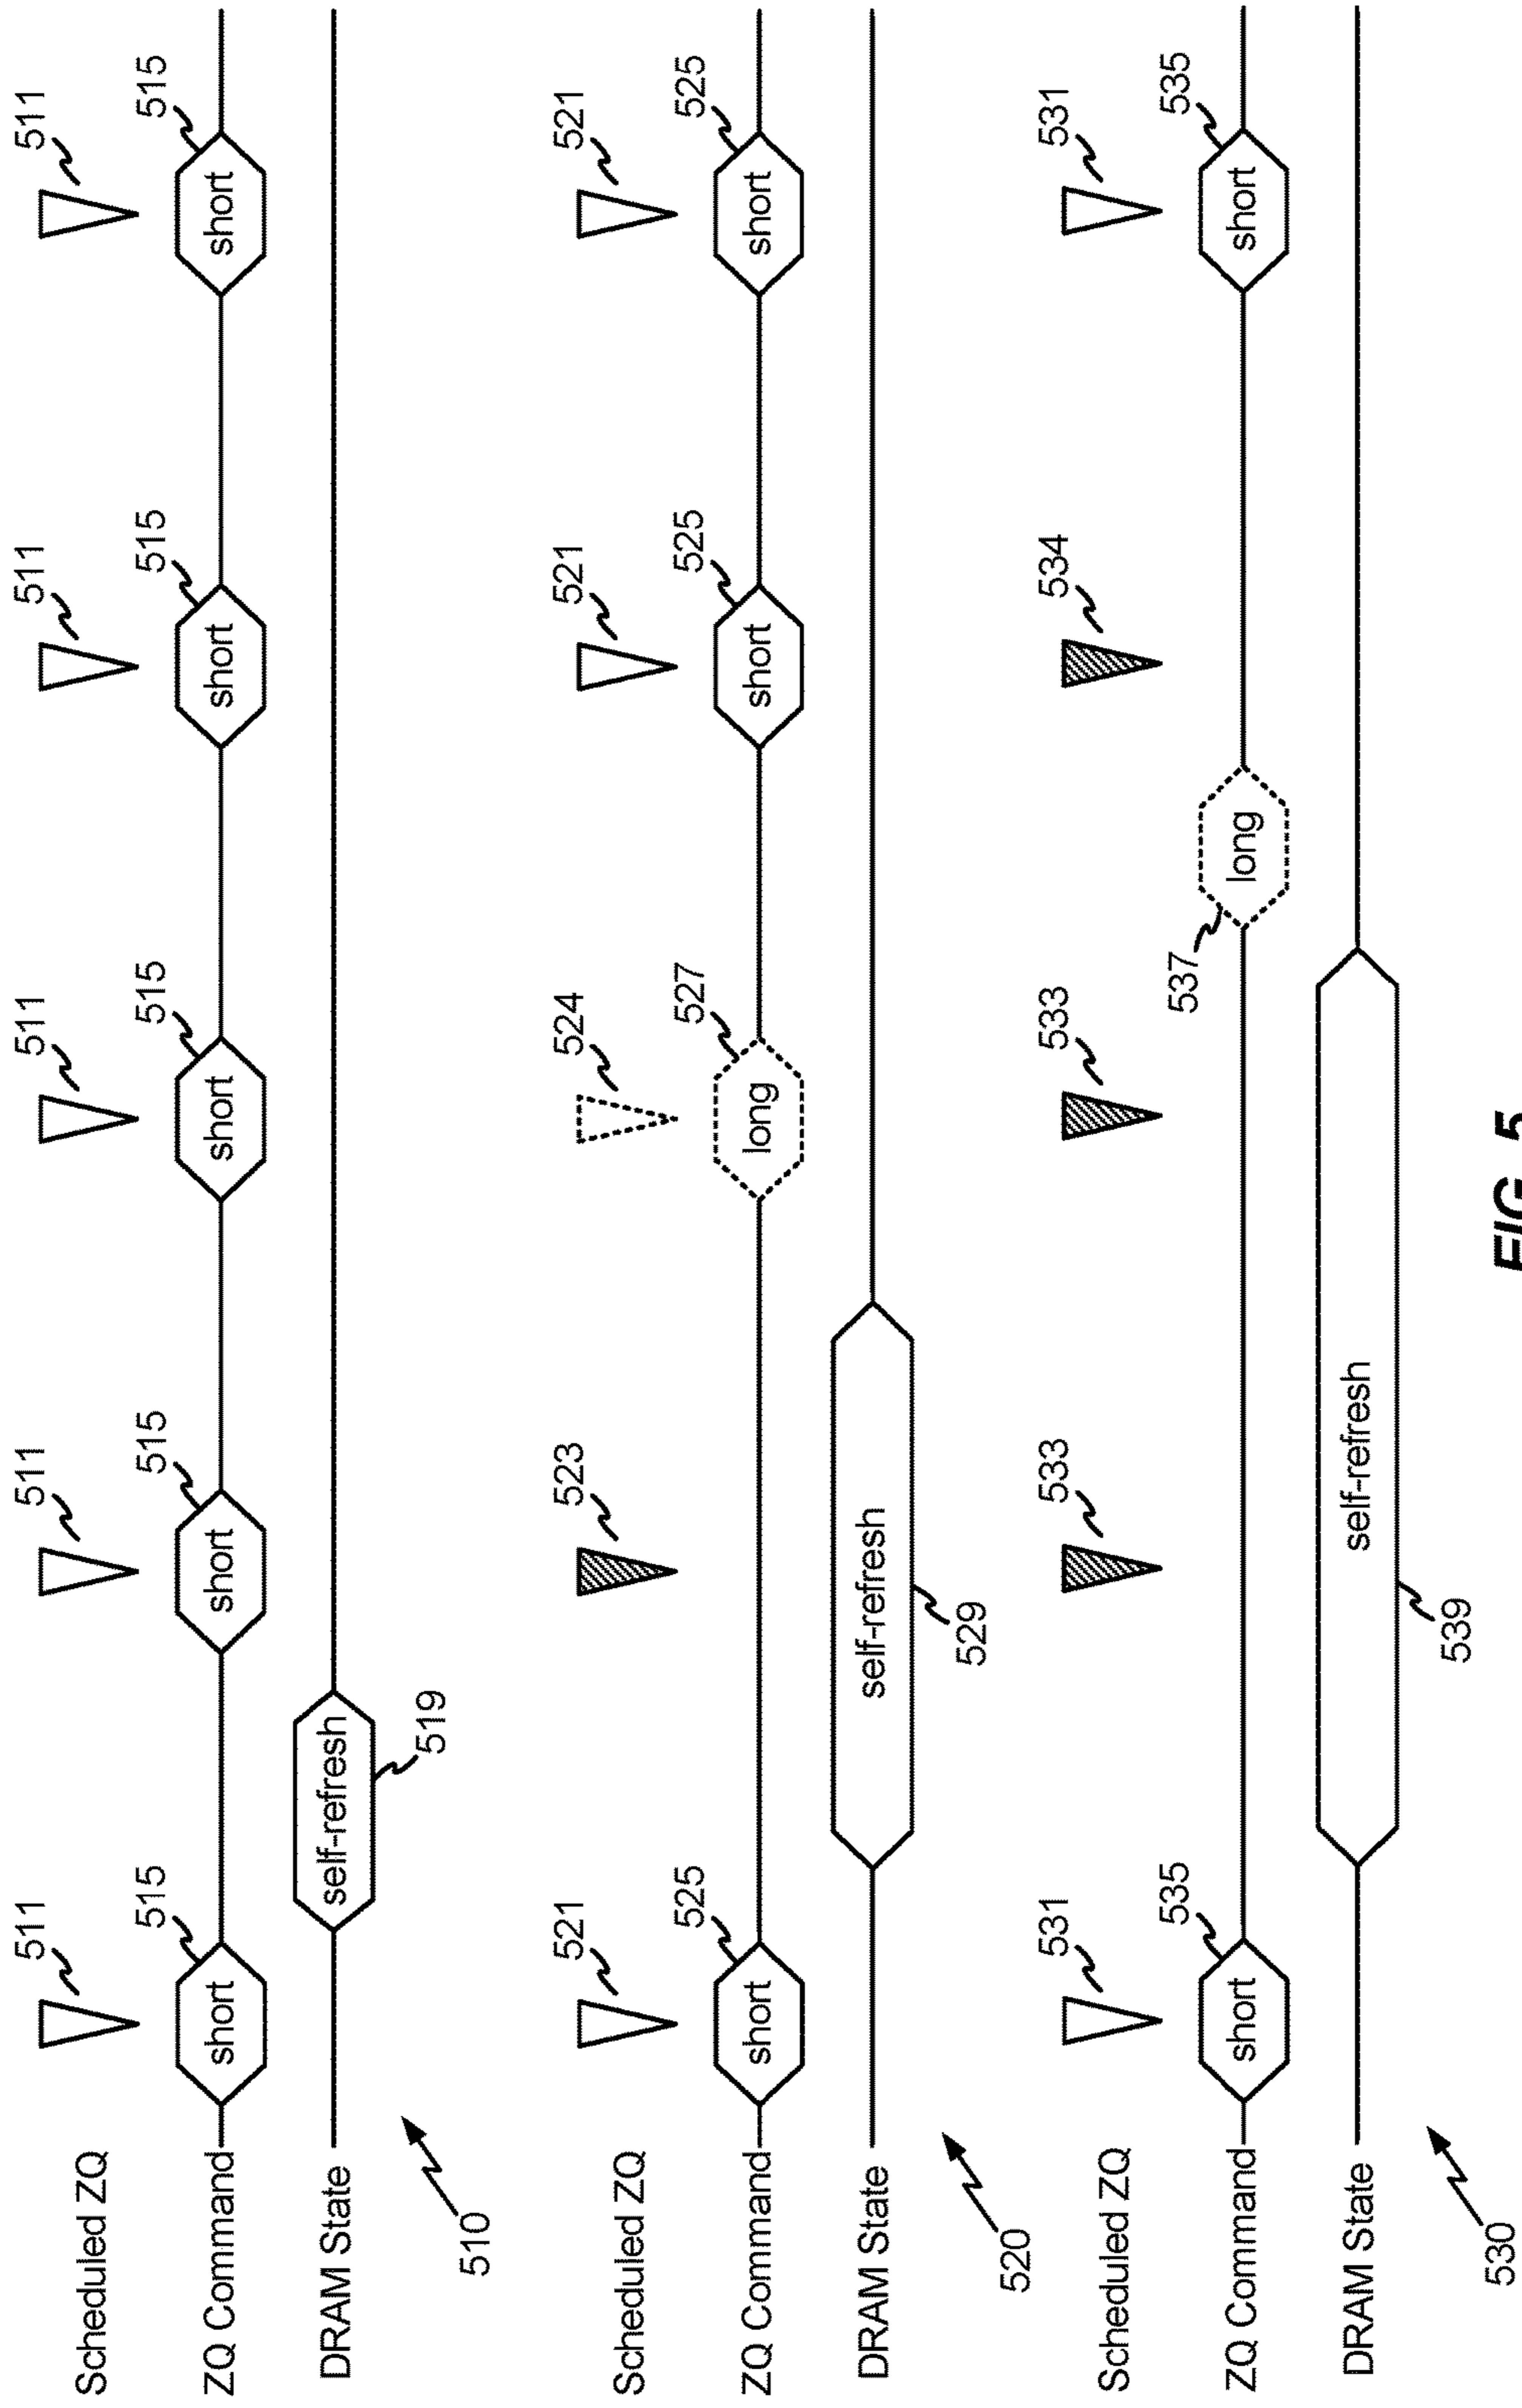 511 511 511 511 511
Scheduled ZQ
515 515 515 515 515
ZQ Command short short short short short
DRAM State self-refresh
519
510
521 523 524 521 521
Scheduled ZQ
525 527 525 525
ZQ Command short long short short
DRAM State self-refresh
529
520
531 533 533 534 531
Scheduled ZQ
535 537 535
ZQ Command short long short
DRAM State self-refresh
539
530
FIG. 5